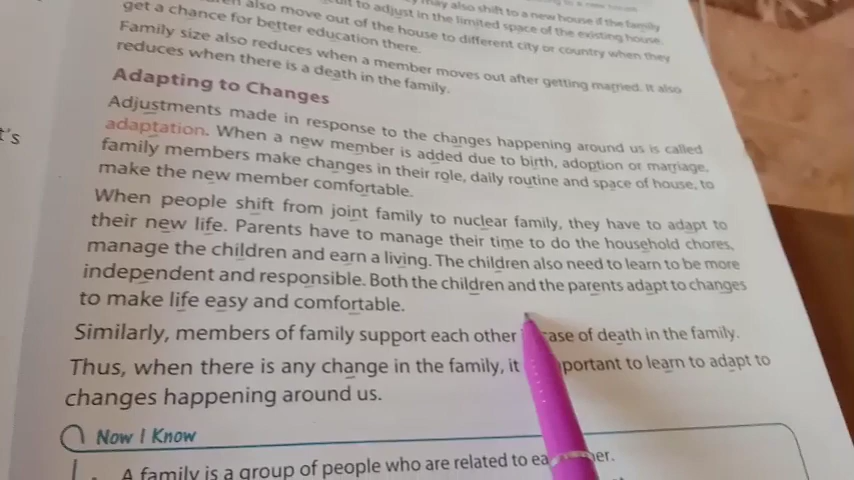 may also shift to a new house if the family
also move out of the house to adjust in the limited space of the existing house.
get a chance for better education there. to different city or country when they
Family size also reduces when a member moves out after getting married. It also
reduces when there is a death in the family.
Adapting to Changes
Adjustments made in response to the changes happening around us is called
adaptation. When a new member is added due to birth, adoption or marriage,
family members make changes in their role, daily routine and space of house, to
make the new member comfortable.
When people shift from joint family to nuclear family, they have to adapt to
their new life. Parents have to manage their time to do the household chores,
manage the children and earn a living. The children also need to learn to be more
independent and responsible. Both the children and the parents adapt to changes
to make life easy and comfortable.
Similarly, members of family support each other case of death in the family.
Thus, when there is any change in the family, it portant to learn to adapt to
changes happening around us.
Now I Know
A family is a group of people who are related to ea er.
t's